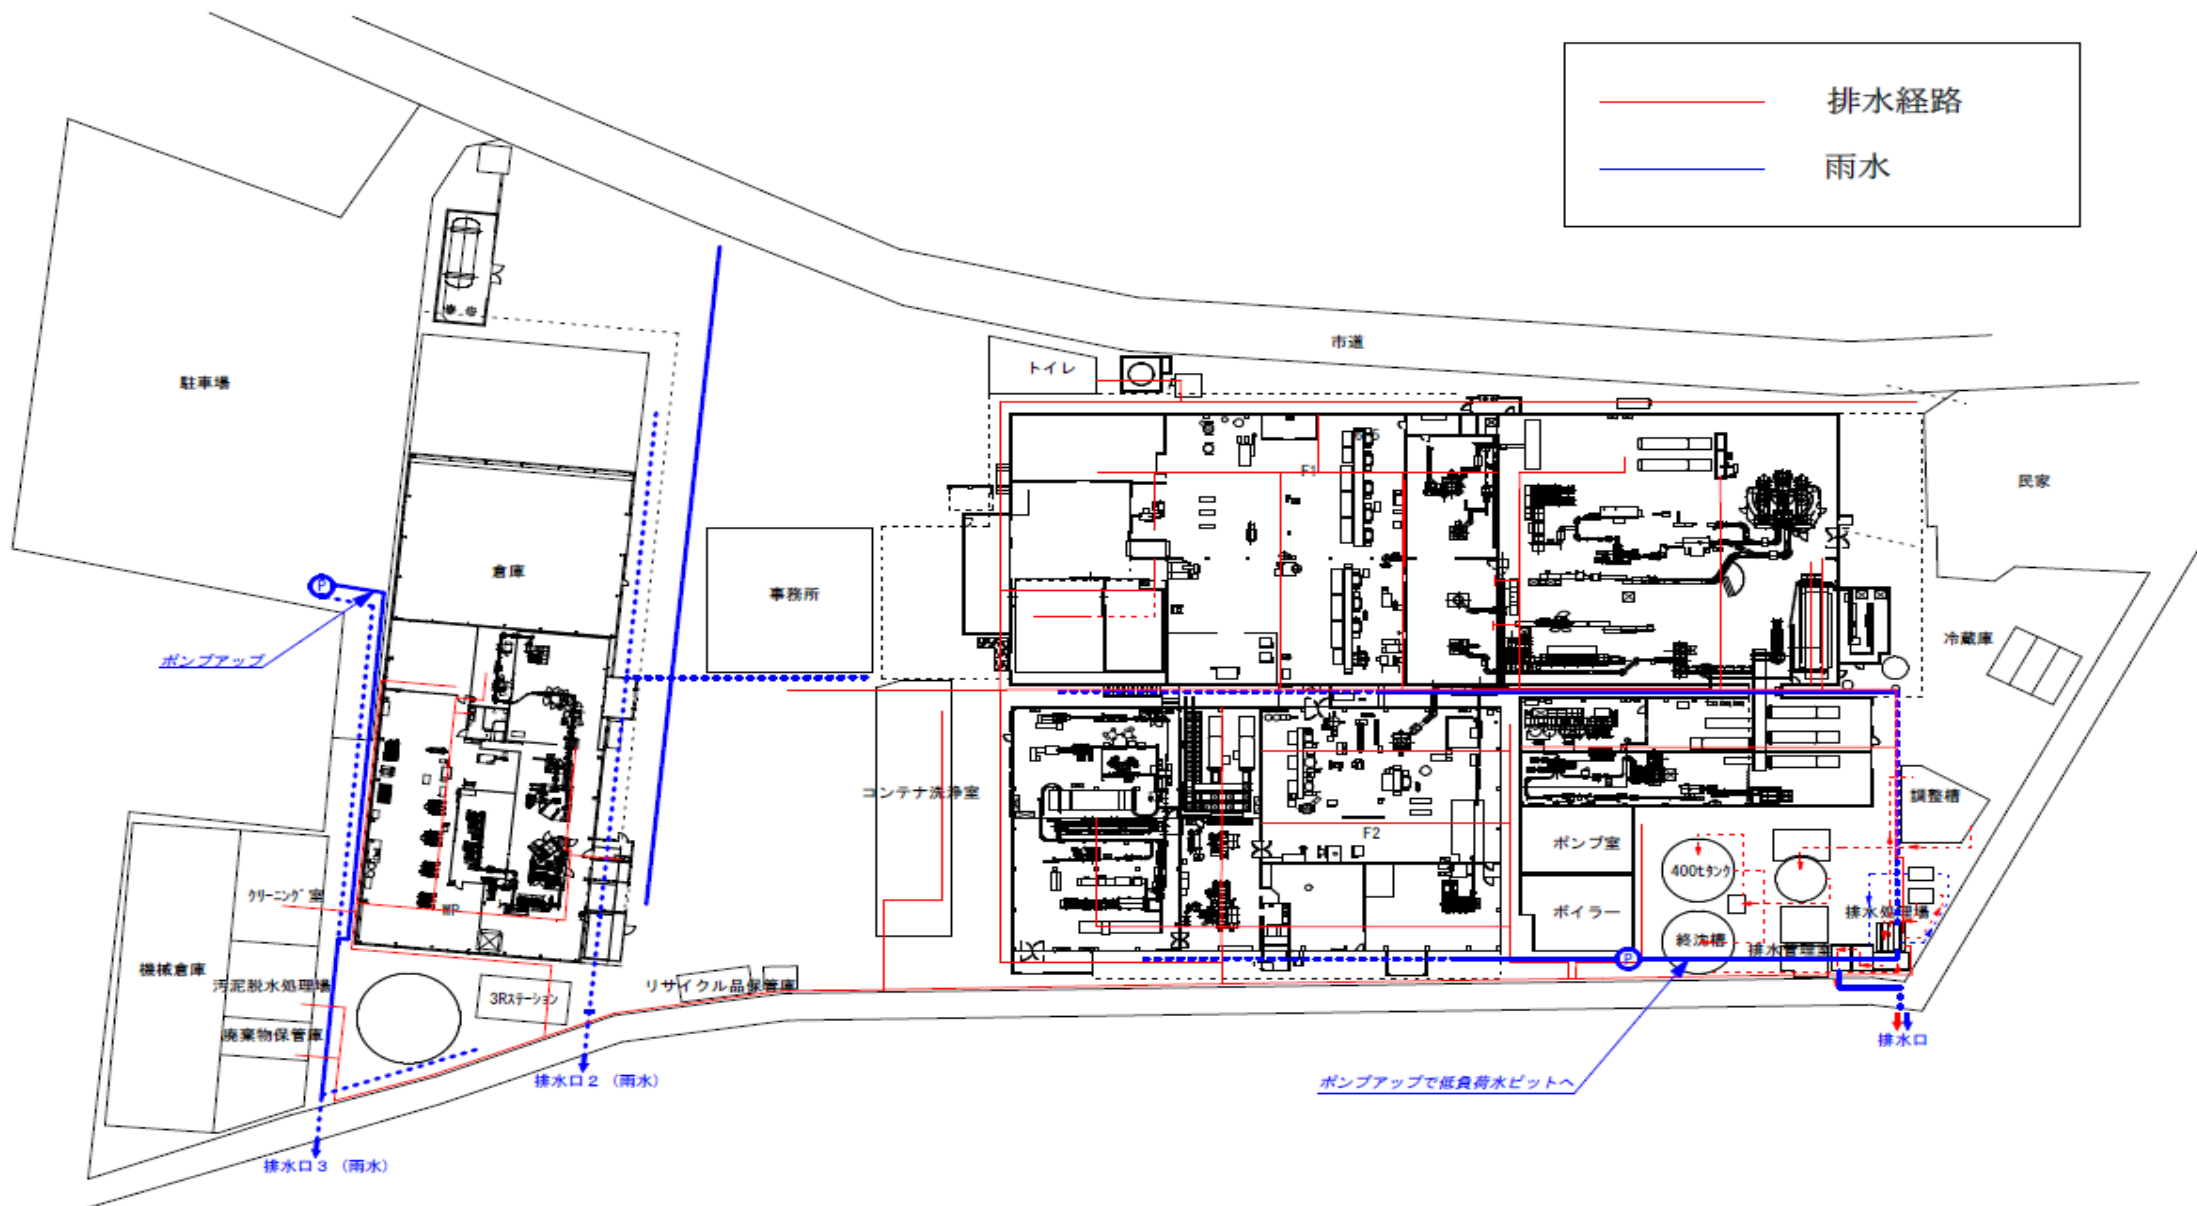 排水経路
雨水
市道
トイレ
駐車場
F1
民家
倉庫
事務所
P
冷蔵庫
ポンプアップ
コンテナ洗浄室
調整槽
F2
ポンプ室
400tタンク
クリーニング室
WP
ボイラー
排水処理場
終沈槽
排水管理室
P
機械倉庫
汚泥脱水処理場
3Rステーション
リサイクル品保管庫
廃棄物保管庫
排水口
排水口2 (雨水)
ポンプアップで低負荷水ピットへ
排水口3 (雨水)